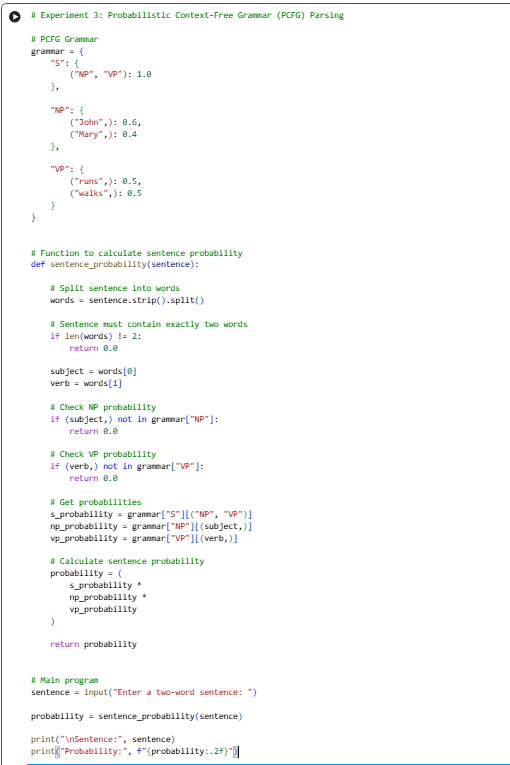 # Experiment 3: Probabilistic Context-Free Grammar (PCFG) Parsing
# PCFG Grammar
grammar = {
    "S": {
        ("NP", "VP"): 1.0
    },
    "NP": {
        ("John",): 0.6,
        ("Mary",): 0.4
    },
    "VP": {
        ("runs",): 0.5,
        ("walks",): 0.5
    }
}
# Function to calculate sentence probability
def sentence_probability(sentence):
    # Split sentence into words
    words = sentence.strip().split()
    # Sentence must contain exactly two words
    if len(words) != 2:
        return 0.0
    subject = words[0]
    verb = words[1]
    # Check NP probability
    if (subject,) not in grammar["NP"]:
        return 0.0
    # Check VP probability
    if (verb,) not in grammar["VP"]:
        return 0.0
    # Get probabilities
    s_probability = grammar["S"][("NP", "VP")]
    np_probability = grammar["NP"][(subject,)]
    vp_probability = grammar["VP"][(verb,)]
    # Calculate sentence probability
    probability = (
        s_probability *
        np_probability *
        vp_probability
    )
    return probability
# Main program
sentence = input("Enter a two-word sentence: ")
probability = sentence_probability(sentence)
print("\nSentence:", sentence)
print("Probability:", f"{probability:.2f}")